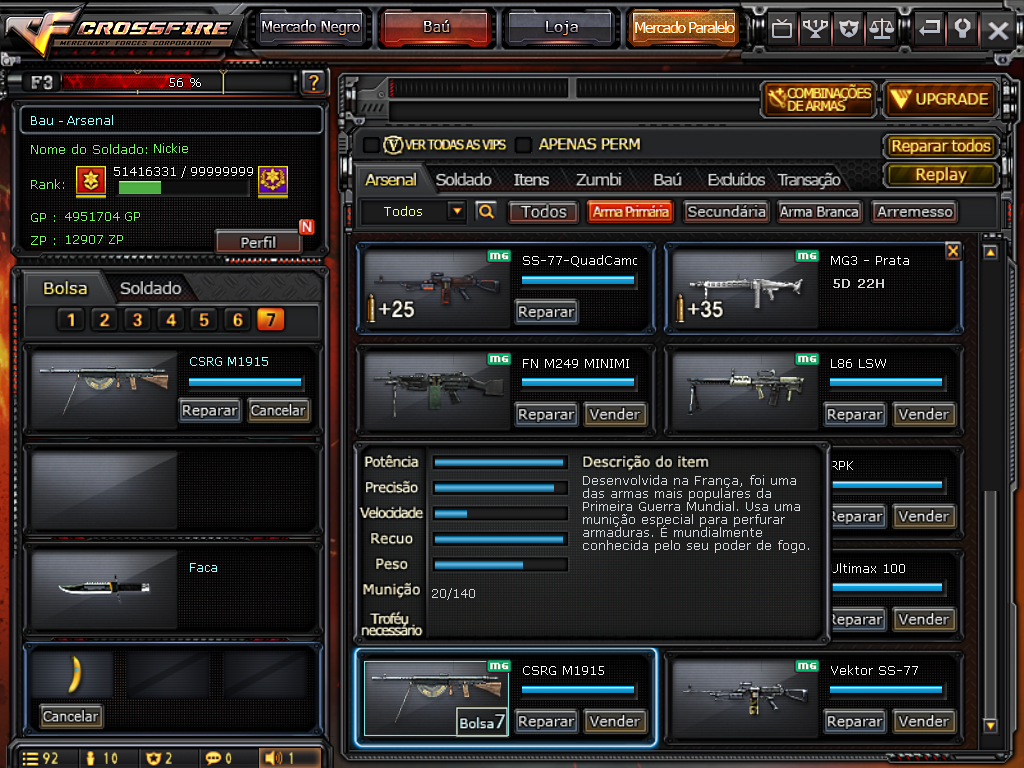 CROSSFIRE
MERCENARY FORCES CORPORATION
Mercado Negro
Baú
Loja
Mercado Paralelo
F3
56 %
?
Bau - Arsenal
Nome do Soldado: Nickie
Rank:
51416331 / 99999999
GP : 4951704 GP
ZP : 12907 ZP
N
Perfil
Bolsa
Soldado
1 2 3 4 5 6 7
CSRG M1915
Reparar
Cancelar
Faca
Cancelar
92
10
2
0
1
COMBINAÇÕES
DE ARMAS
UPGRADE
V VER TODAS AS VIPS
APENAS PERM
Reparar todos
Replay
Arsenal
Soldado
Itens
Zumbi
Baú
Excluídos
Transação
Todos
Todos
Arma Primária
Secundária
Arma Branca
Arremesso
MG
SS-77-QuadCamo
+25
Reparar
MG
MG3 - Prata
5D 22H
+35
MG
FN M249 MINIMI
Reparar
Vender
MG
L86 LSW
Reparar
Vender
Potência
Precisão
Velocidade
Recuo
Peso
Munição
20/140
Troféu
necessário
Descrição do item
Desenvolvida na França, foi uma
das armas mais populares da
Primeira Guerra Mundial. Usa uma
munição especial para perfurar
armaduras. É mundialmente
conhecida pelo seu poder de fogo.
RPK
Reparar
Vender
Ultimax 100
Reparar
Vender
MG
CSRG M1915
Bolsa7
Reparar
Vender
MG
Vektor SS-77
Reparar
Vender